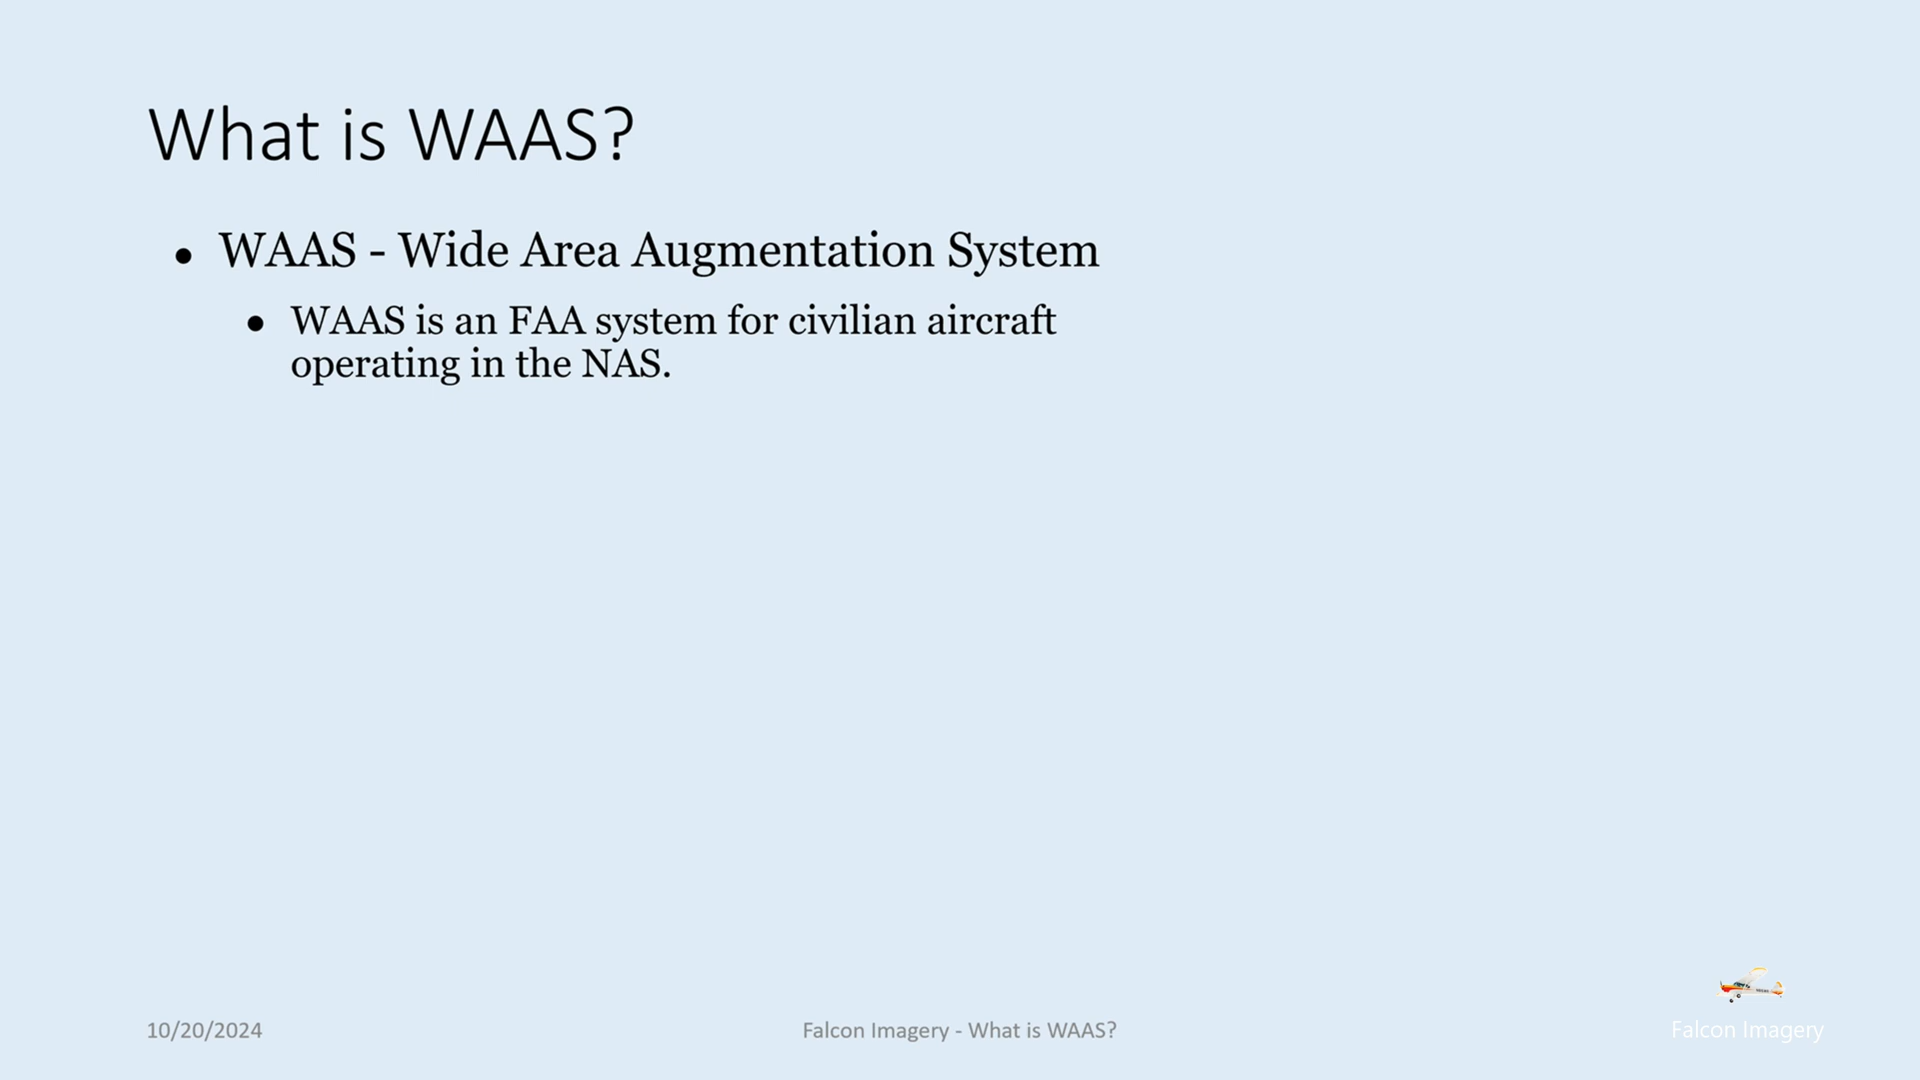 What is WAAS?
• WAAS - Wide Area Augmentation System
• WAAS is an FAA system for civilian aircraft
operating in the NAS.
10/20/2024
Falcon Imagery - What is WAAS?
Falcon Imagery